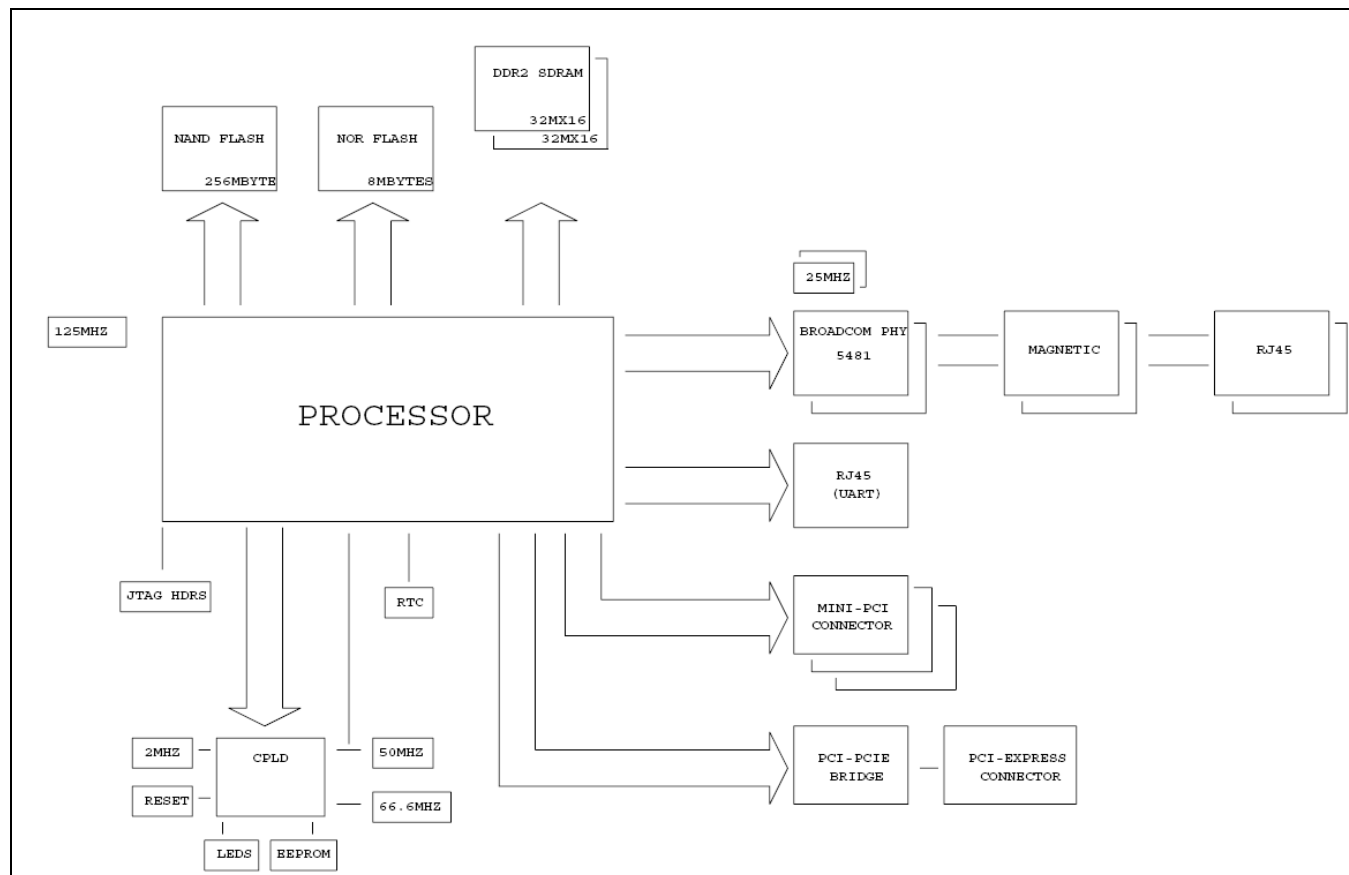 DDR2 SDRAM
32MX16
32MX16
NAND FLASH
256MBYTE
NOR FLASH
8MBYTES
125MHZ
PROCESSOR
25MHZ
BROADCOM PHY
5481
MAGNETIC
RJ45
RJ45
(UART)
JTAG HDRS
RTC
MINI-PCI
CONNECTOR
2MHZ
CPLD
50MHZ
RESET
66.6MHZ
LEDS
EEPROM
PCI-PCIE
BRIDGE
PCI-EXPRESS
CONNECTOR